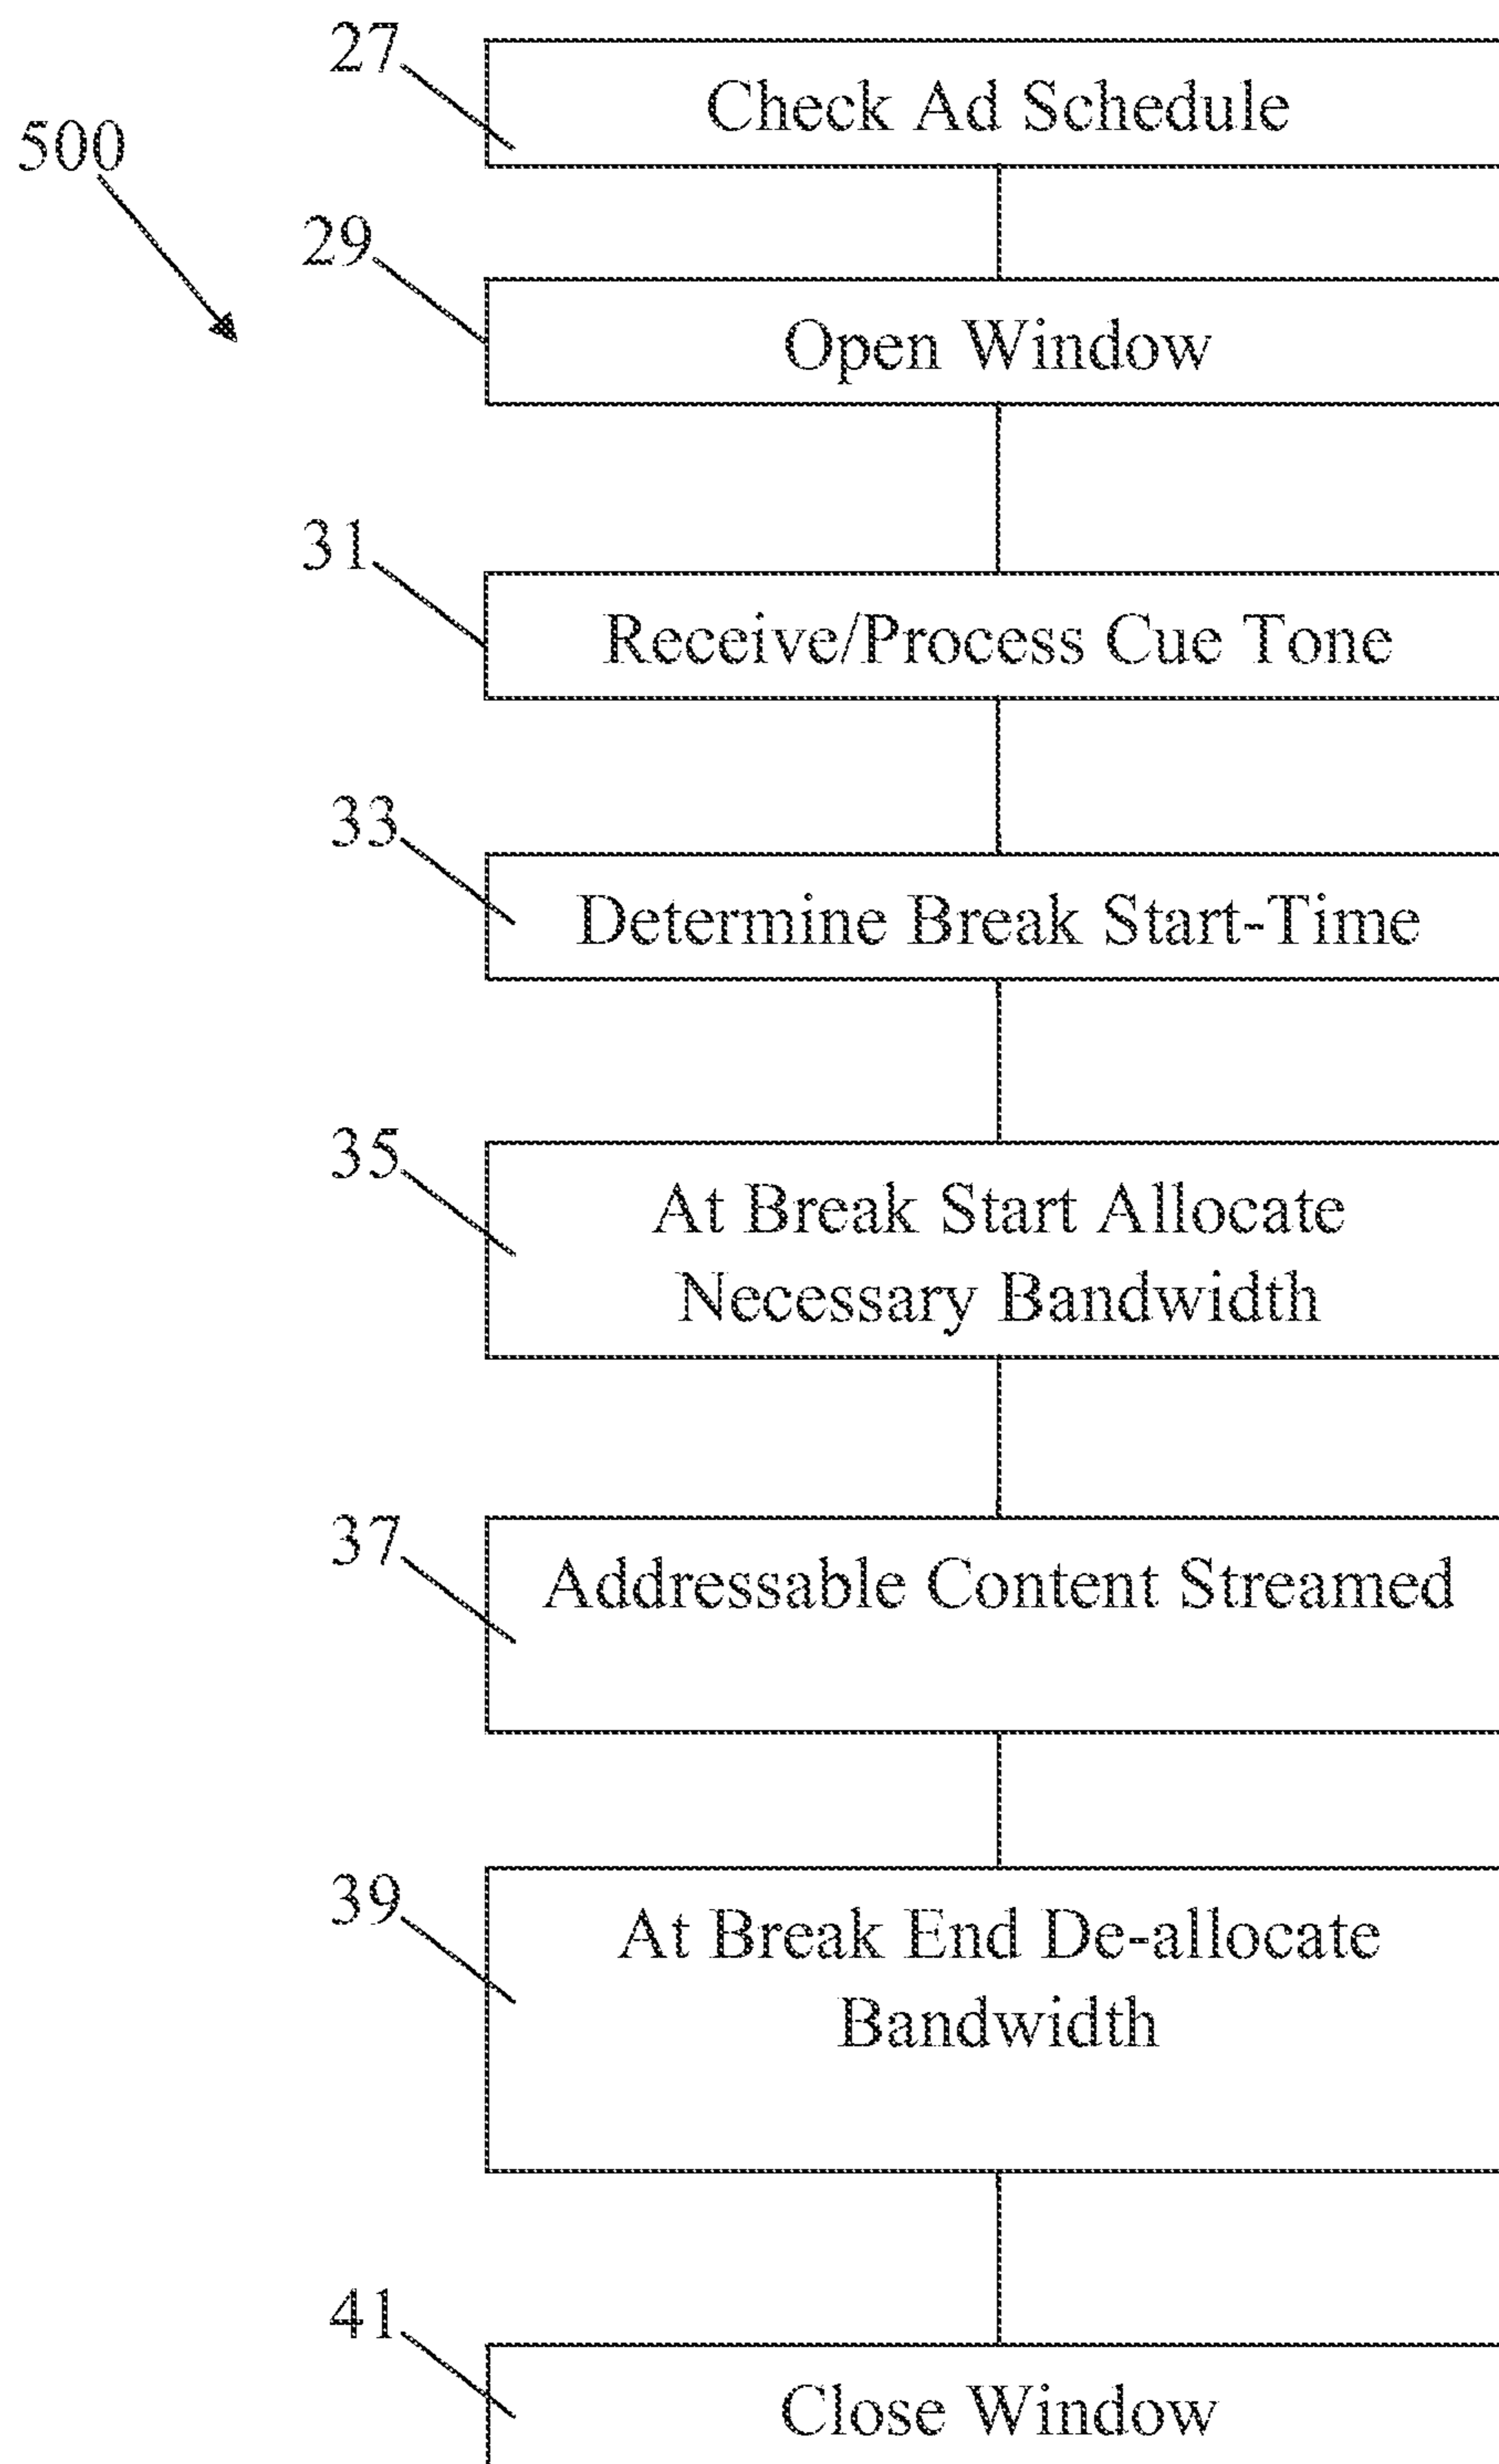 27
Check Ad Schedule
500
29
Open Window
31
Receive/Process Cue Tone
33
Determine Break Start-Time
35
At Break Start Allocate
Necessary Bandwidth
37
Addressable Content Streamed
39
At Break End De-allocate
Bandwidth
41
Close Window